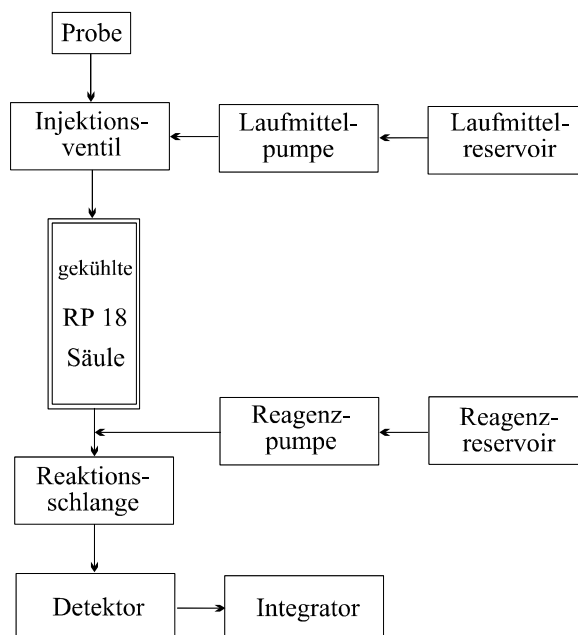 Probe
Injektions-
ventil
Laufmittel-
pumpe
Laufmittel-
reservoir
gekühlte
RP 18
Säule
Reagenz-
pumpe
Reagenz-
reservoir
Reaktions-
schlange
Detektor
Integrator